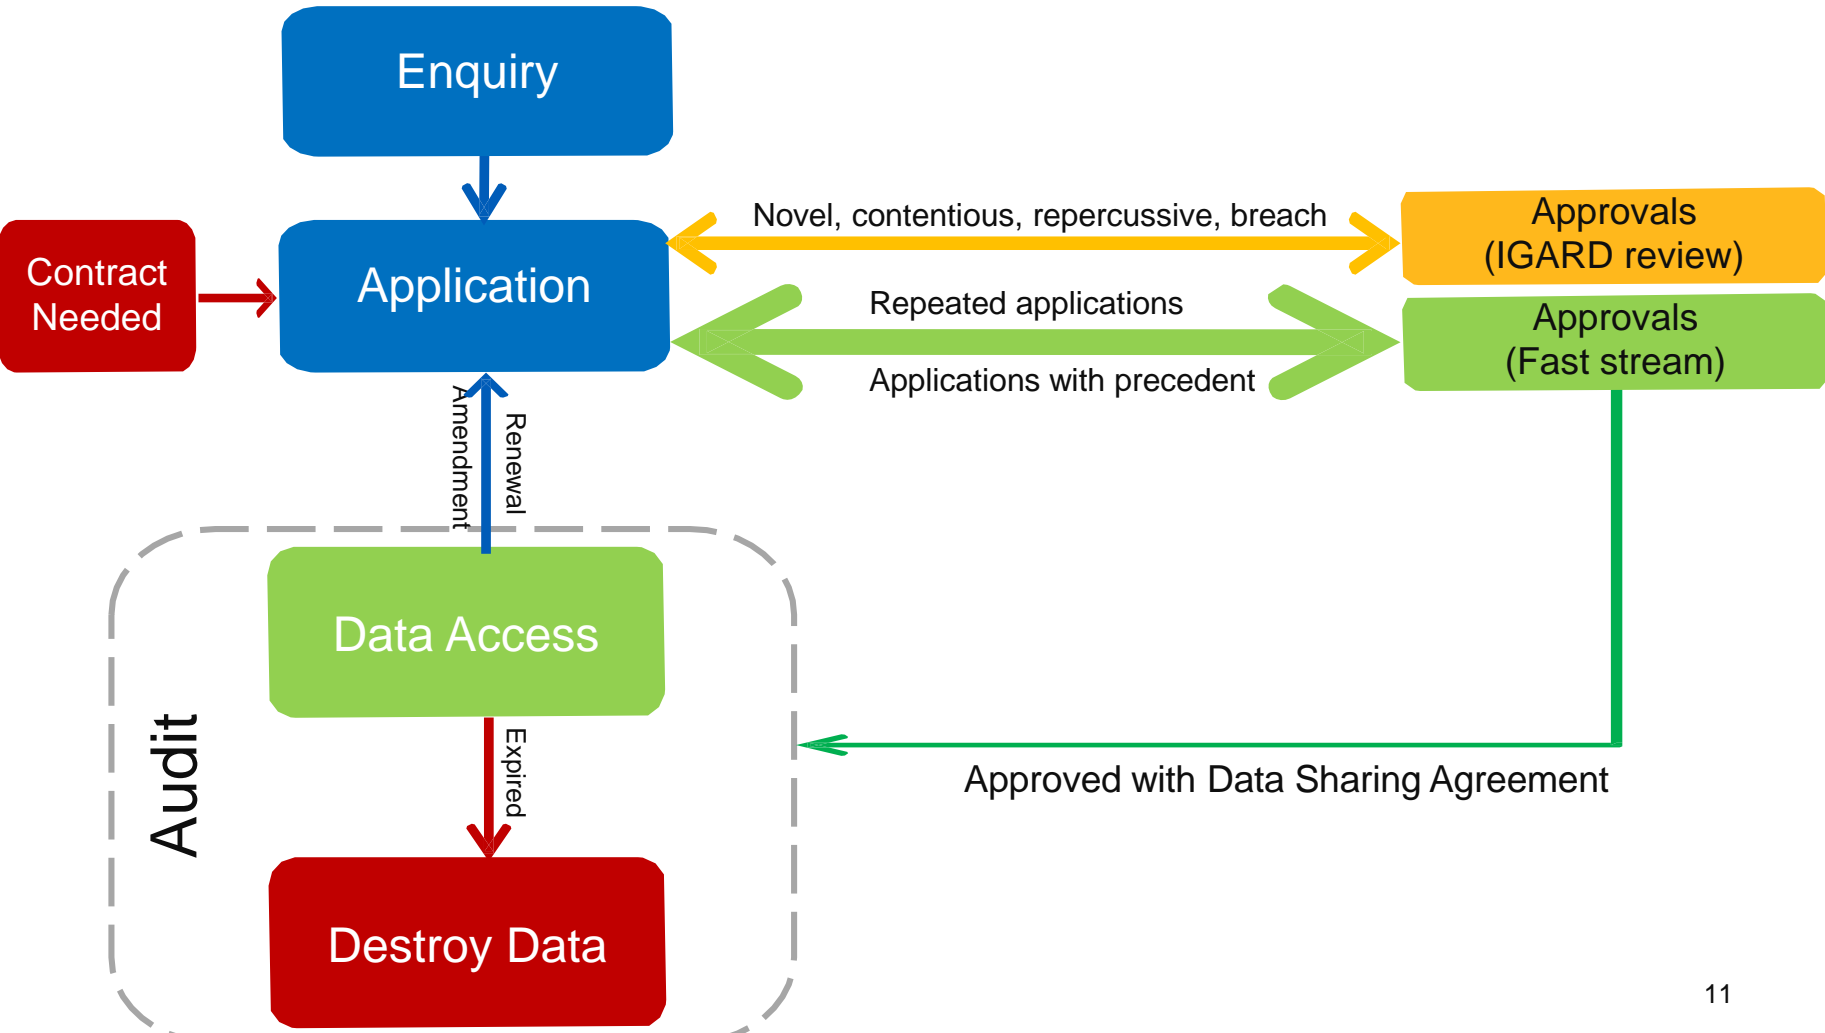 Enquiry
Novel, contentious, repercussive, breach
Approvals
(IGARD review)
Contract
Needed
Application
Repeated applications
Applications with precedent
Approvals
(Fast stream)
Amendment
Renewal
Data Access
Audit
Expired
Approved with Data Sharing Agreement
Destroy Data
11